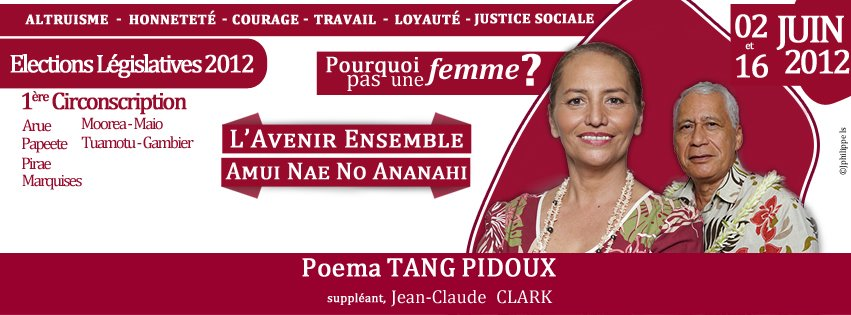 ALTRUISME - HONNETETÉ - COURAGE - TRAVAIL - LOYAUTÉ - JUSTICE SOCIALE
Elections Législatives 2012
1ère Circonscription
Arue
Papeete
Pirae
Marquises
Moorea - Maio
Tuamotu - Gambier
Pourquoi
pas une femme?
L'AVENIR ENSEMBLE
AMUI NAE NO ANANAHI
02
et
16
JUIN
2012
©Jphilippe ls
Poema TANG PIDOUX
suppléant, Jean-Claude CLARK